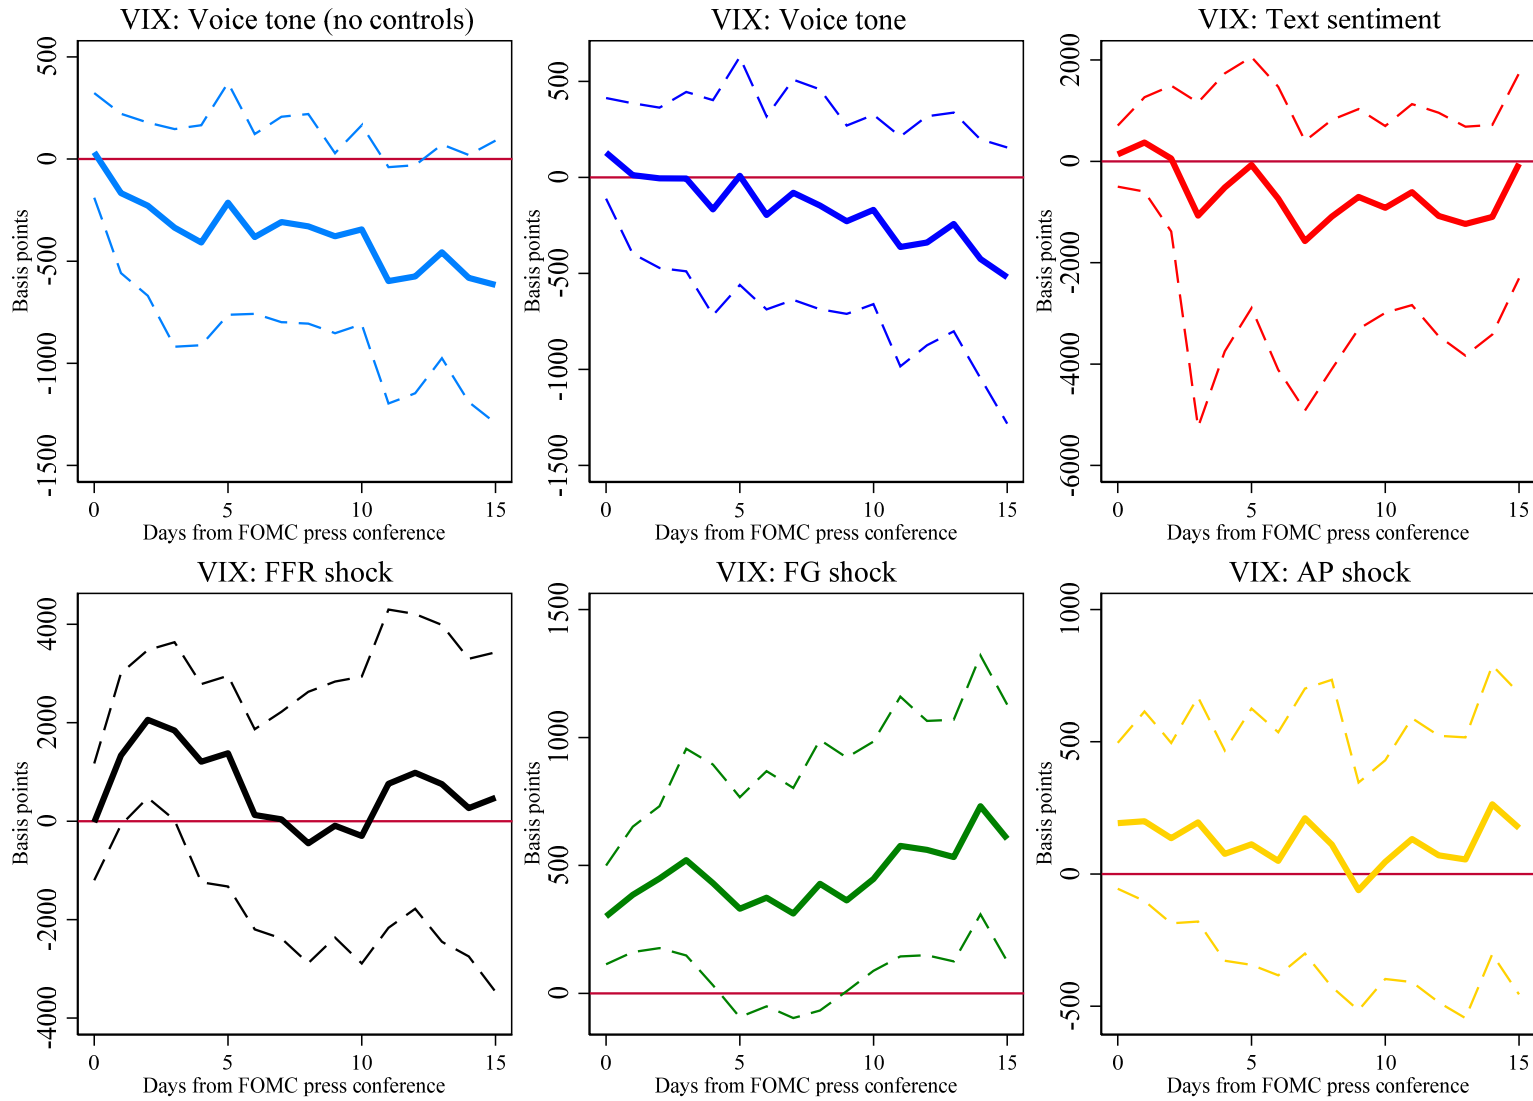 VIX: Voice tone (no controls)
500
0
-500
-1000
-1500
Basis points
0 5 10 15
Days from FOMC press conference
VIX: Voice tone
500
0
-500
-1000
-1500
Basis points
0 5 10 15
Days from FOMC press conference
VIX: Text sentiment
2000
0
-2000
-4000
-6000
Basis points
0 5 10 15
Days from FOMC press conference
VIX: FFR shock
4000
2000
0
-2000
-4000
Basis points
0 5 10 15
Days from FOMC press conference
VIX: FG shock
1500
1000
500
0
Basis points
0 5 10 15
Days from FOMC press conference
VIX: AP shock
1000
500
0
-500
Basis points
0 5 10 15
Days from FOMC press conference